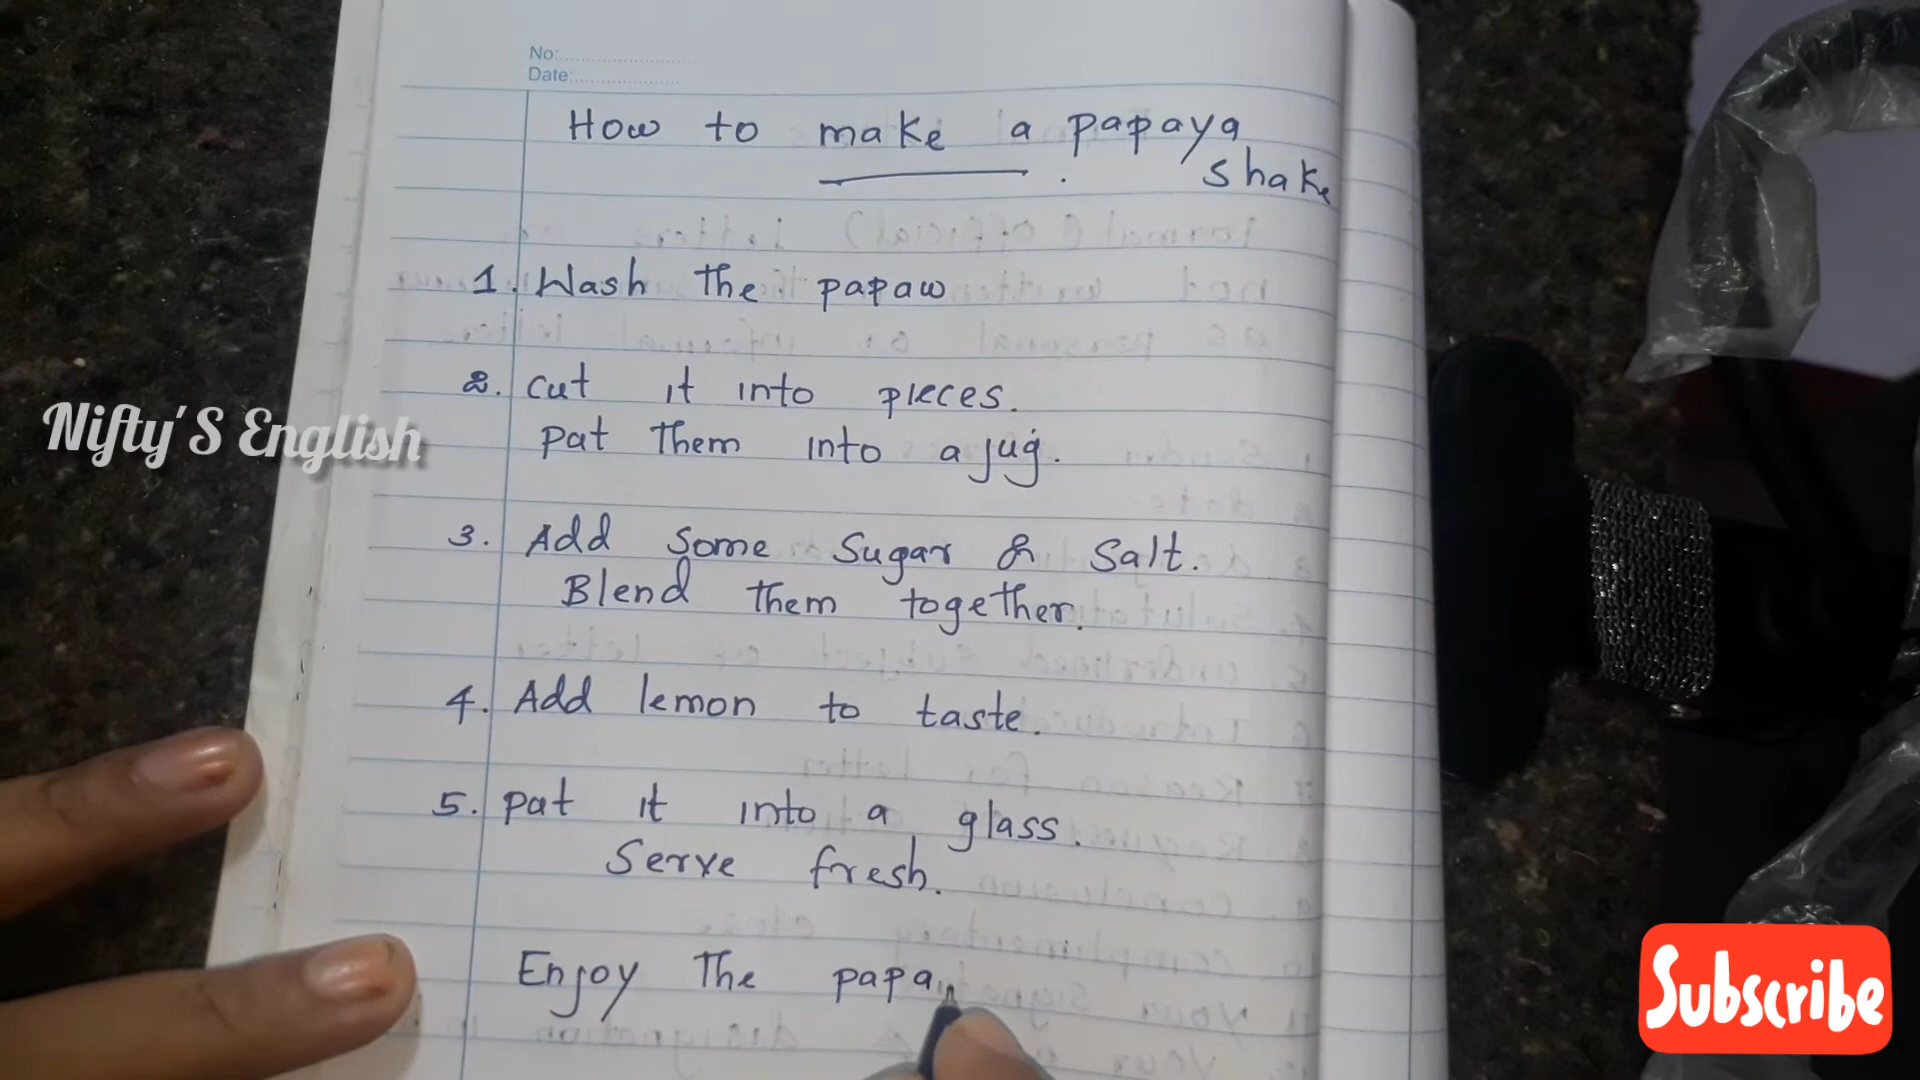 No:
Date:
How to make a papaya
shake
1. Wash the papaw
2. cut it into pieces.
pat them into a jug.
3. Add some sugar & salt.
Blend them together.
4. Add lemon to taste.
5. pat it into a glass.
Serve fresh.
Enjoy the papa
Nifty'S English
Subscribe